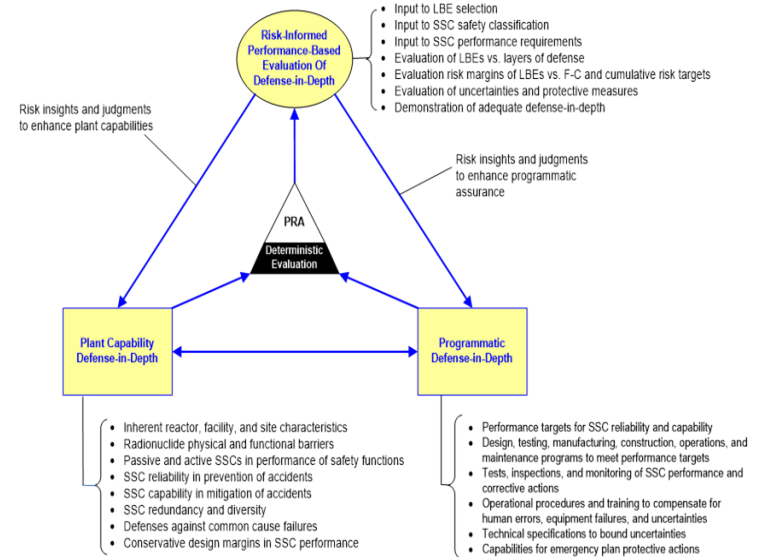 Risk-Informed
Performance-Based
Evaluation Of
Defense-in-Depth
• Input to LBE selection
• Input to SSC safety classification
• Input to SSC performance requirements
• Evaluation of LBEs vs. layers of defense
• Evaluation risk margins of LBEs vs. F-C and cumulative risk targets
• Evaluation of uncertainties and protective measures
• Demonstration of adequate defense-in-depth
Risk insights and judgments
to enhance plant capabilities
Risk insights and judgments
to enhance programmatic
assurance
PRA
Deterministic
Evaluation
Plant Capability
Defense-in-Depth
Programmatic
Defense-in-Depth
• Inherent reactor, facility, and site characteristics
• Radionuclide physical and functional barriers
• Passive and active SSCs in performance of safety functions
• SSC reliability in prevention of accidents
• SSC capability in mitigation of accidents
• SSC redundancy and diversity
• Defenses against common cause failures
• Conservative design margins in SSC performance
• Performance targets for SSC reliability and capability
• Design, testing, manufacturing, construction, operations, and
maintenance programs to meet performance targets
• Tests, inspections, and monitoring of SSC performance and
corrective actions
• Operational procedures and training to compensate for
human errors, equipment failures, and uncertainties
• Technical specifications to bound uncertainties
• Capabilities for emergency plan protective actions